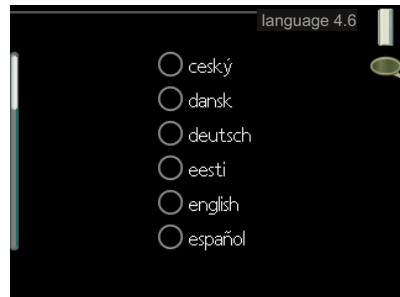 language 4.6
ceský
dansk
deutsch
eesti
english
español